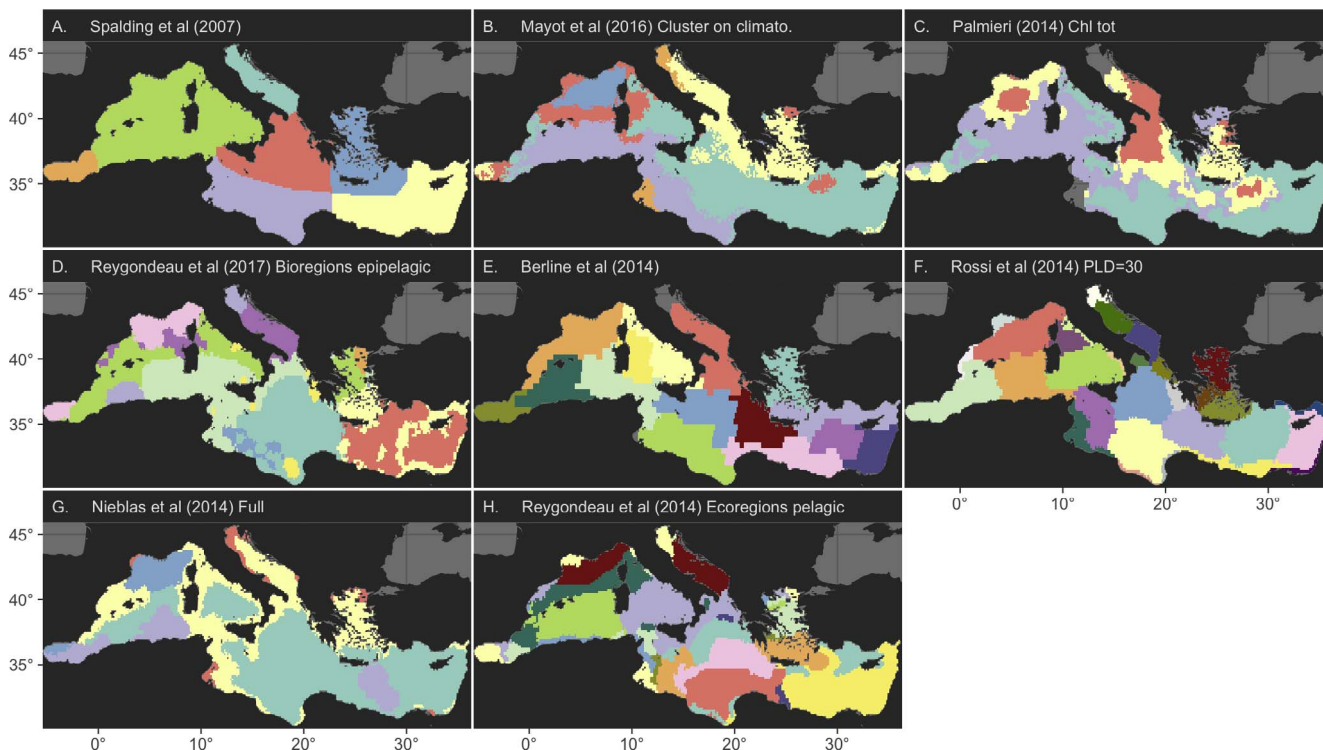 A. Spalding et al (2007)
B. Mayot et al (2016) Cluster on climato.
C. Palmieri (2014) Chl tot
45°
40°
35°
D. Reygondeau et al (2017) Bioregions epipelagic
E. Berline et al (2014)
F. Rossi et al (2014) PLD=30
45°
40°
35°
0° 10° 20° 30°
G. Nieblas et al (2014) Full
H. Reygondeau et al (2014) Ecoregions pelagic
45°
40°
35°
0° 10° 20° 30° 0° 10° 20° 30°